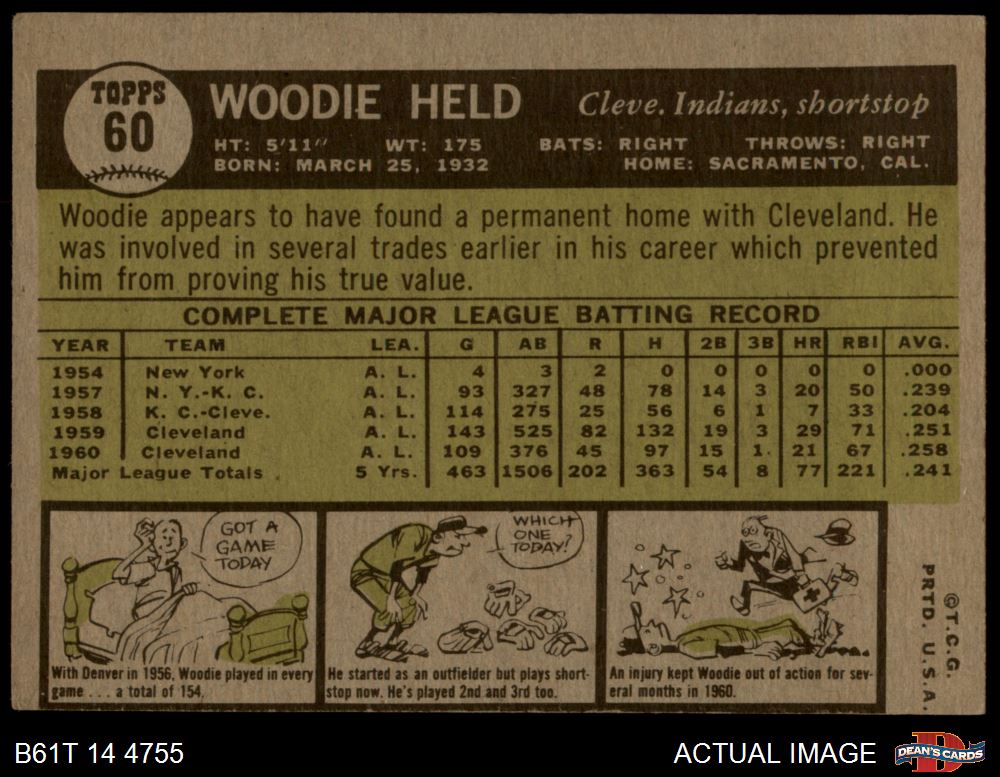 TOPPS
60
WOODIE HELD
Cleve. Indians, shortstop
HT: 5'11" WT: 175 BATS: RIGHT THROWS: RIGHT
BORN: MARCH 25, 1932 HOME: SACRAMENTO, CAL.
Woodie appears to have found a permanent home with Cleveland. He
was involved in several trades earlier in his career which prevented
him from proving his true value.
COMPLETE MAJOR LEAGUE BATTING RECORD
YEAR TEAM LEA. G AB R H 2B 3B HR RBI AVG.
1954 New York A. L. 4 3 2 0 0 0 0 0 .000
1957 N. Y.-K. C. A. L. 93 327 48 78 14 3 20 50 .239
1958 K. C.-Cleve. A. L. 114 275 25 56 6 1 7 33 .204
1959 Cleveland A. L. 143 525 82 132 19 3 29 71 .251
1960 Cleveland A. L. 109 376 45 97 15 1 21 67 .258
Major League Totals 5 Yrs. 463 1506 202 363 54 8 77 221 .241
GOT A
GAME
TODAY
With Denver in 1956, Woodie played in every
game . . . a total of 154.
WHICH
ONE
TODAY?
He started as an outfielder but plays short-
stop now. He's played 2nd and 3rd too.
An injury kept Woodie out of action for sev-
eral months in 1960.
©T.C.G.
PRTD. U.S.A.
B61T 14 4755
ACTUAL IMAGE
D
DEAN'S CARDS